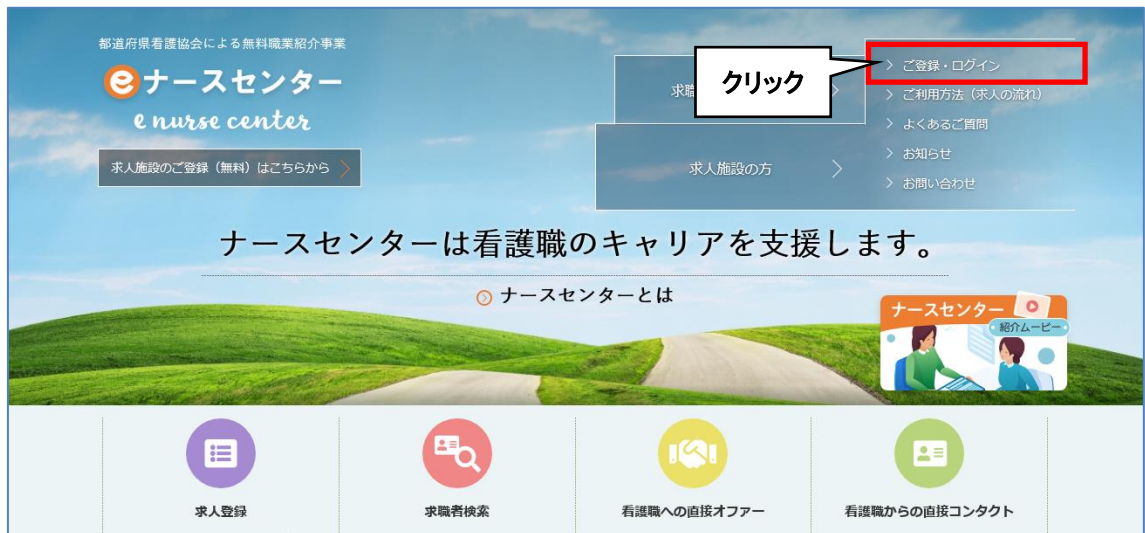 都道府県看護協会による無料職業紹介事業
eナースセンター
e nurse center
求人施設のご登録（無料）はこちらから
求職
クリック
求人施設の方
ご登録・ログイン
ご利用方法（求人の流れ）
よくあるご質問
お知らせ
お問い合わせ
ナースセンターは看護職のキャリアを支援します。
ナースセンターとは
ナースセンター
紹介ムービー
求人登録
求職者検索
看護職への直接オファー
看護職からの直接コンタクト